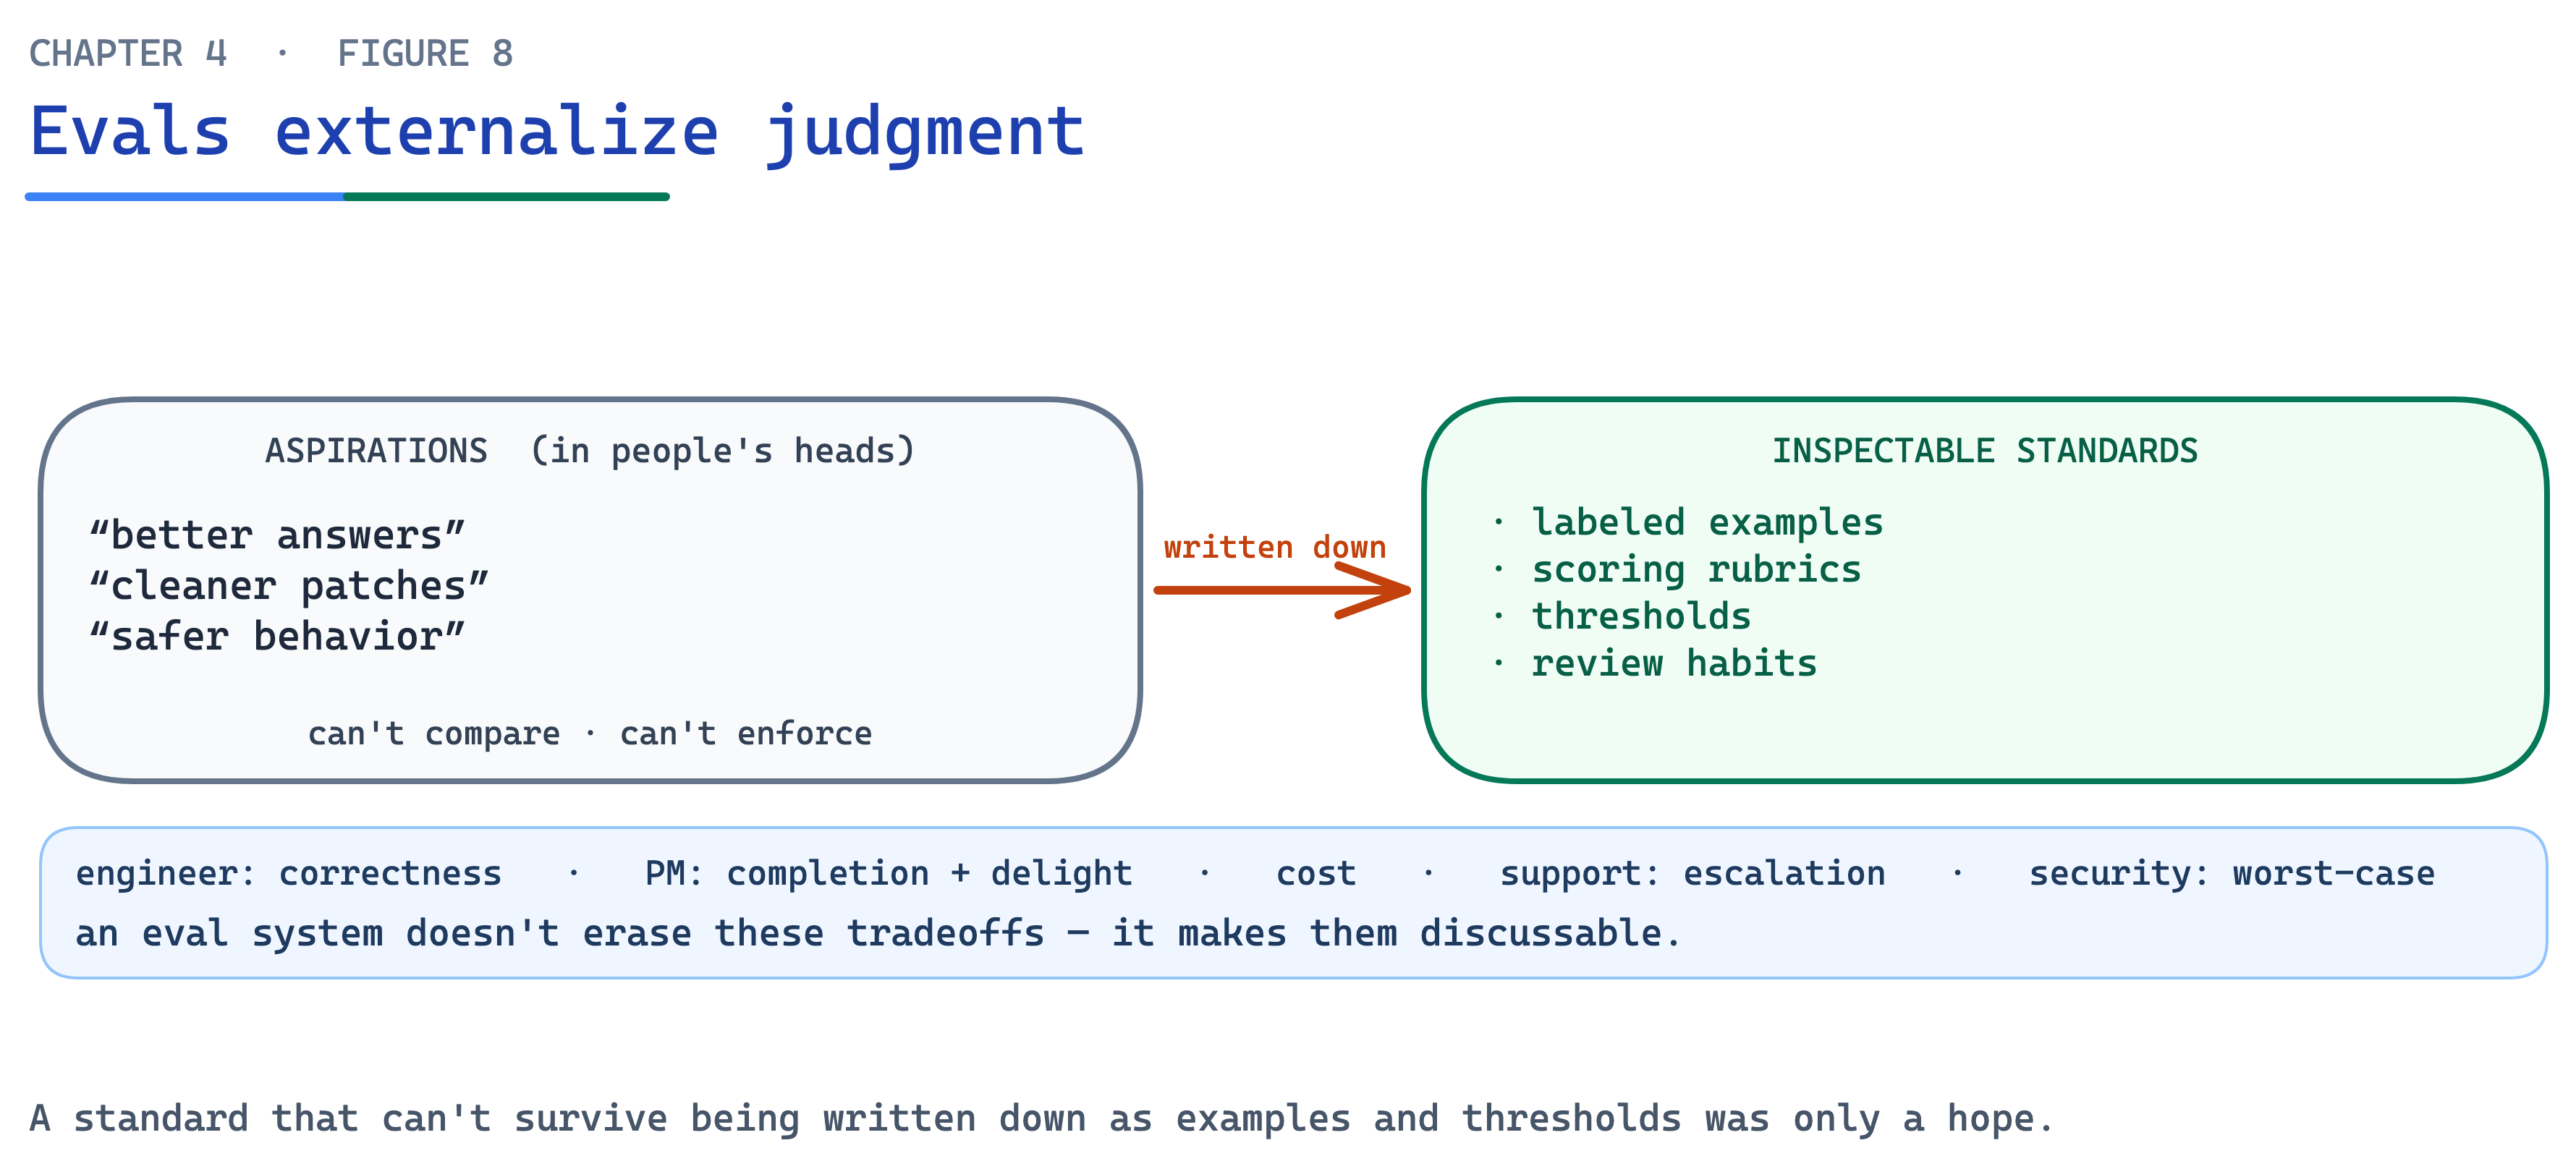 CHAPTER 4 · FIGURE 8
Evals externalize judgment
ASPIRATIONS (in people's heads)
“better answers”
“cleaner patches”
“safer behavior”
can't compare · can't enforce
written down
INSPECTABLE STANDARDS
· labeled examples
· scoring rubrics
· thresholds
· review habits
engineer: correctness · PM: completion + delight · cost · support: escalation · security: worst-case
an eval system doesn't erase these tradeoffs — it makes them discussable.
A standard that can't survive being written down as examples and thresholds was only a hope.